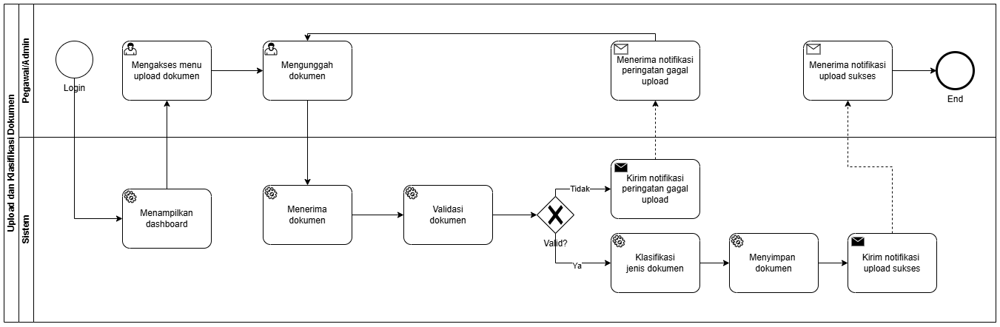 Upload dan Klasifikasi Dokumen
Pegawai/Admin
Login
Mengakses menu
upload dokumen
Mengunggah
dokumen
Menerima notifikasi
peringatan gagal
upload
Menerima notifikasi
upload sukses
End
Sistem
Menampilkan
dashboard
Menerima
dokumen
Validasi
dokumen
Valid?
Tidak
Kirim notifikasi
peringatan gagal
upload
Ya
Klasifikasi
jenis dokumen
Menyimpan
dokumen
Kirim notifikasi
upload sukses